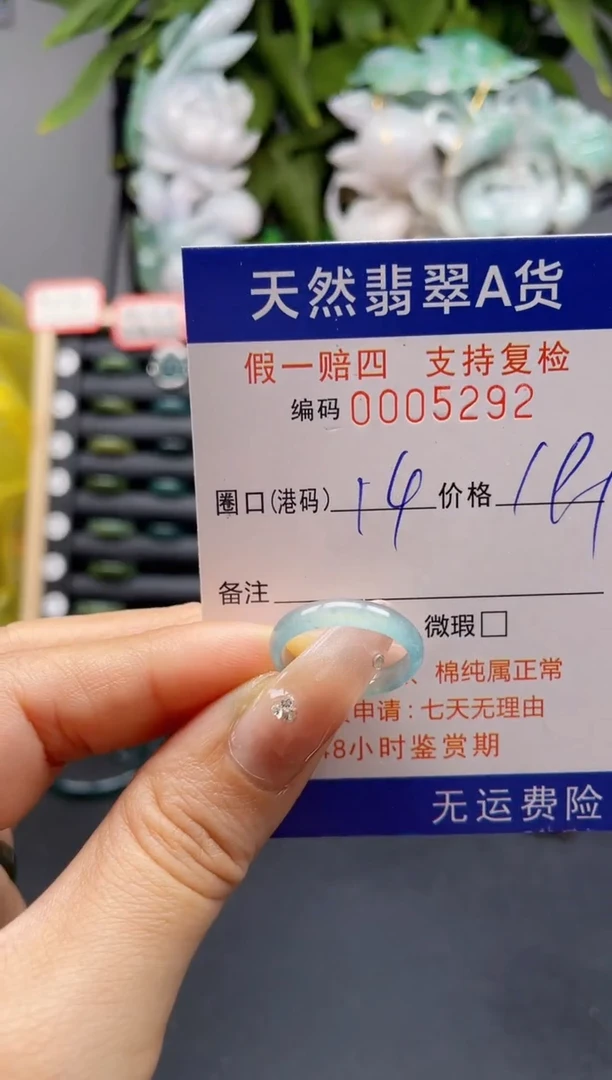 天然翡翠A货
假一赔四 支持复检
编码 0005292
圈口(港码) 14 价格
备注
微瑕
棉纯属正常
申请:七天无理由
8小时鉴赏期
无运费险